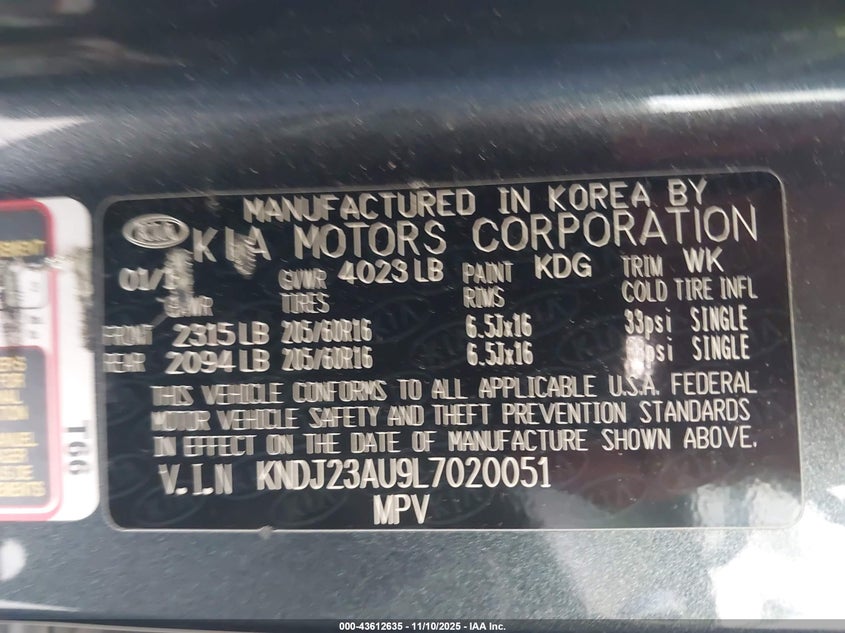 MANUFACTURED IN KOREA BY
KIA KIA MOTORS CORPORATION
GVWR 4023 LB PAINT KDG TRIM WK
GAWR TIRES RIMS COLD TIRE INFL
FRONT 2315 LB 205/60R16 6.5Jx16 33psi SINGLE
REAR 2094 LB 205/60R16 6.5Jx16 SINGLE
THIS VEHICLE CONFORMS TO ALL APPLICABLE U.S.A. FEDERAL
MOTOR VEHICLE SAFETY AND THEFT PREVENTION STANDARDS
IN EFFECT ON THE DATE OF MANUFACTURE SHOWN ABOVE.
V.I.N KNDJ23AU9L7020051
MPV
T66
000-43612635 - 11/10/2025 - IAA Inc.